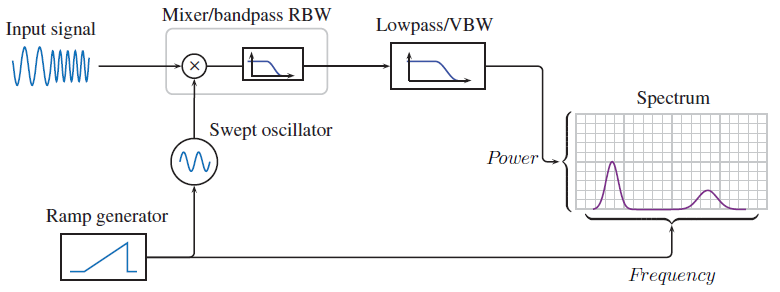 Mixer/bandpass RBW
Input signal
Lowpass/VBW
×
Spectrum
Swept oscillator
Power
Ramp generator
Frequency